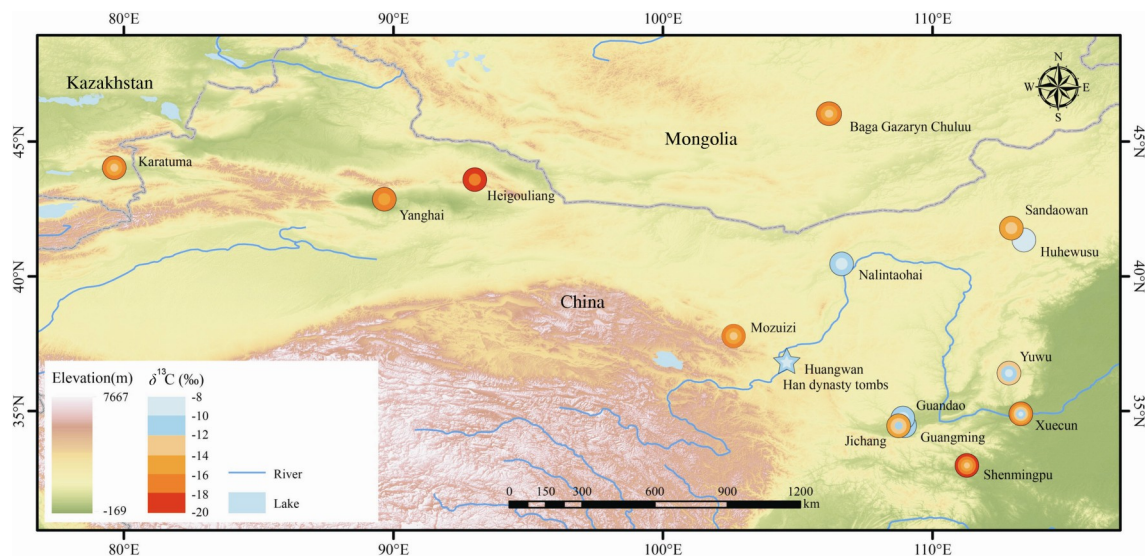 80°E
90°E
100°E
110°E
Kazakhstan
N
W
E
S
Baga Gazaryn Chuluu
45°N
Mongolia
45°N
Karatuma
Heigouliang
Yanghai
Sandaowan
Huhewusu
40°N
Nalintaohai
40°N
China
Mozuizi
Huangwan
Han dynasty tombs
Yuwu
Elevation(m)
δ¹³C (‰)
7667
-8
-10
-12
-14
-16
-18
-20
-169
River
Lake
35°N
Guandao
35°N
Jichang
Guangming
Xuecun
Shenmingpu
0
150
300
600
900
1200
km
80°E
90°E
100°E
110°E